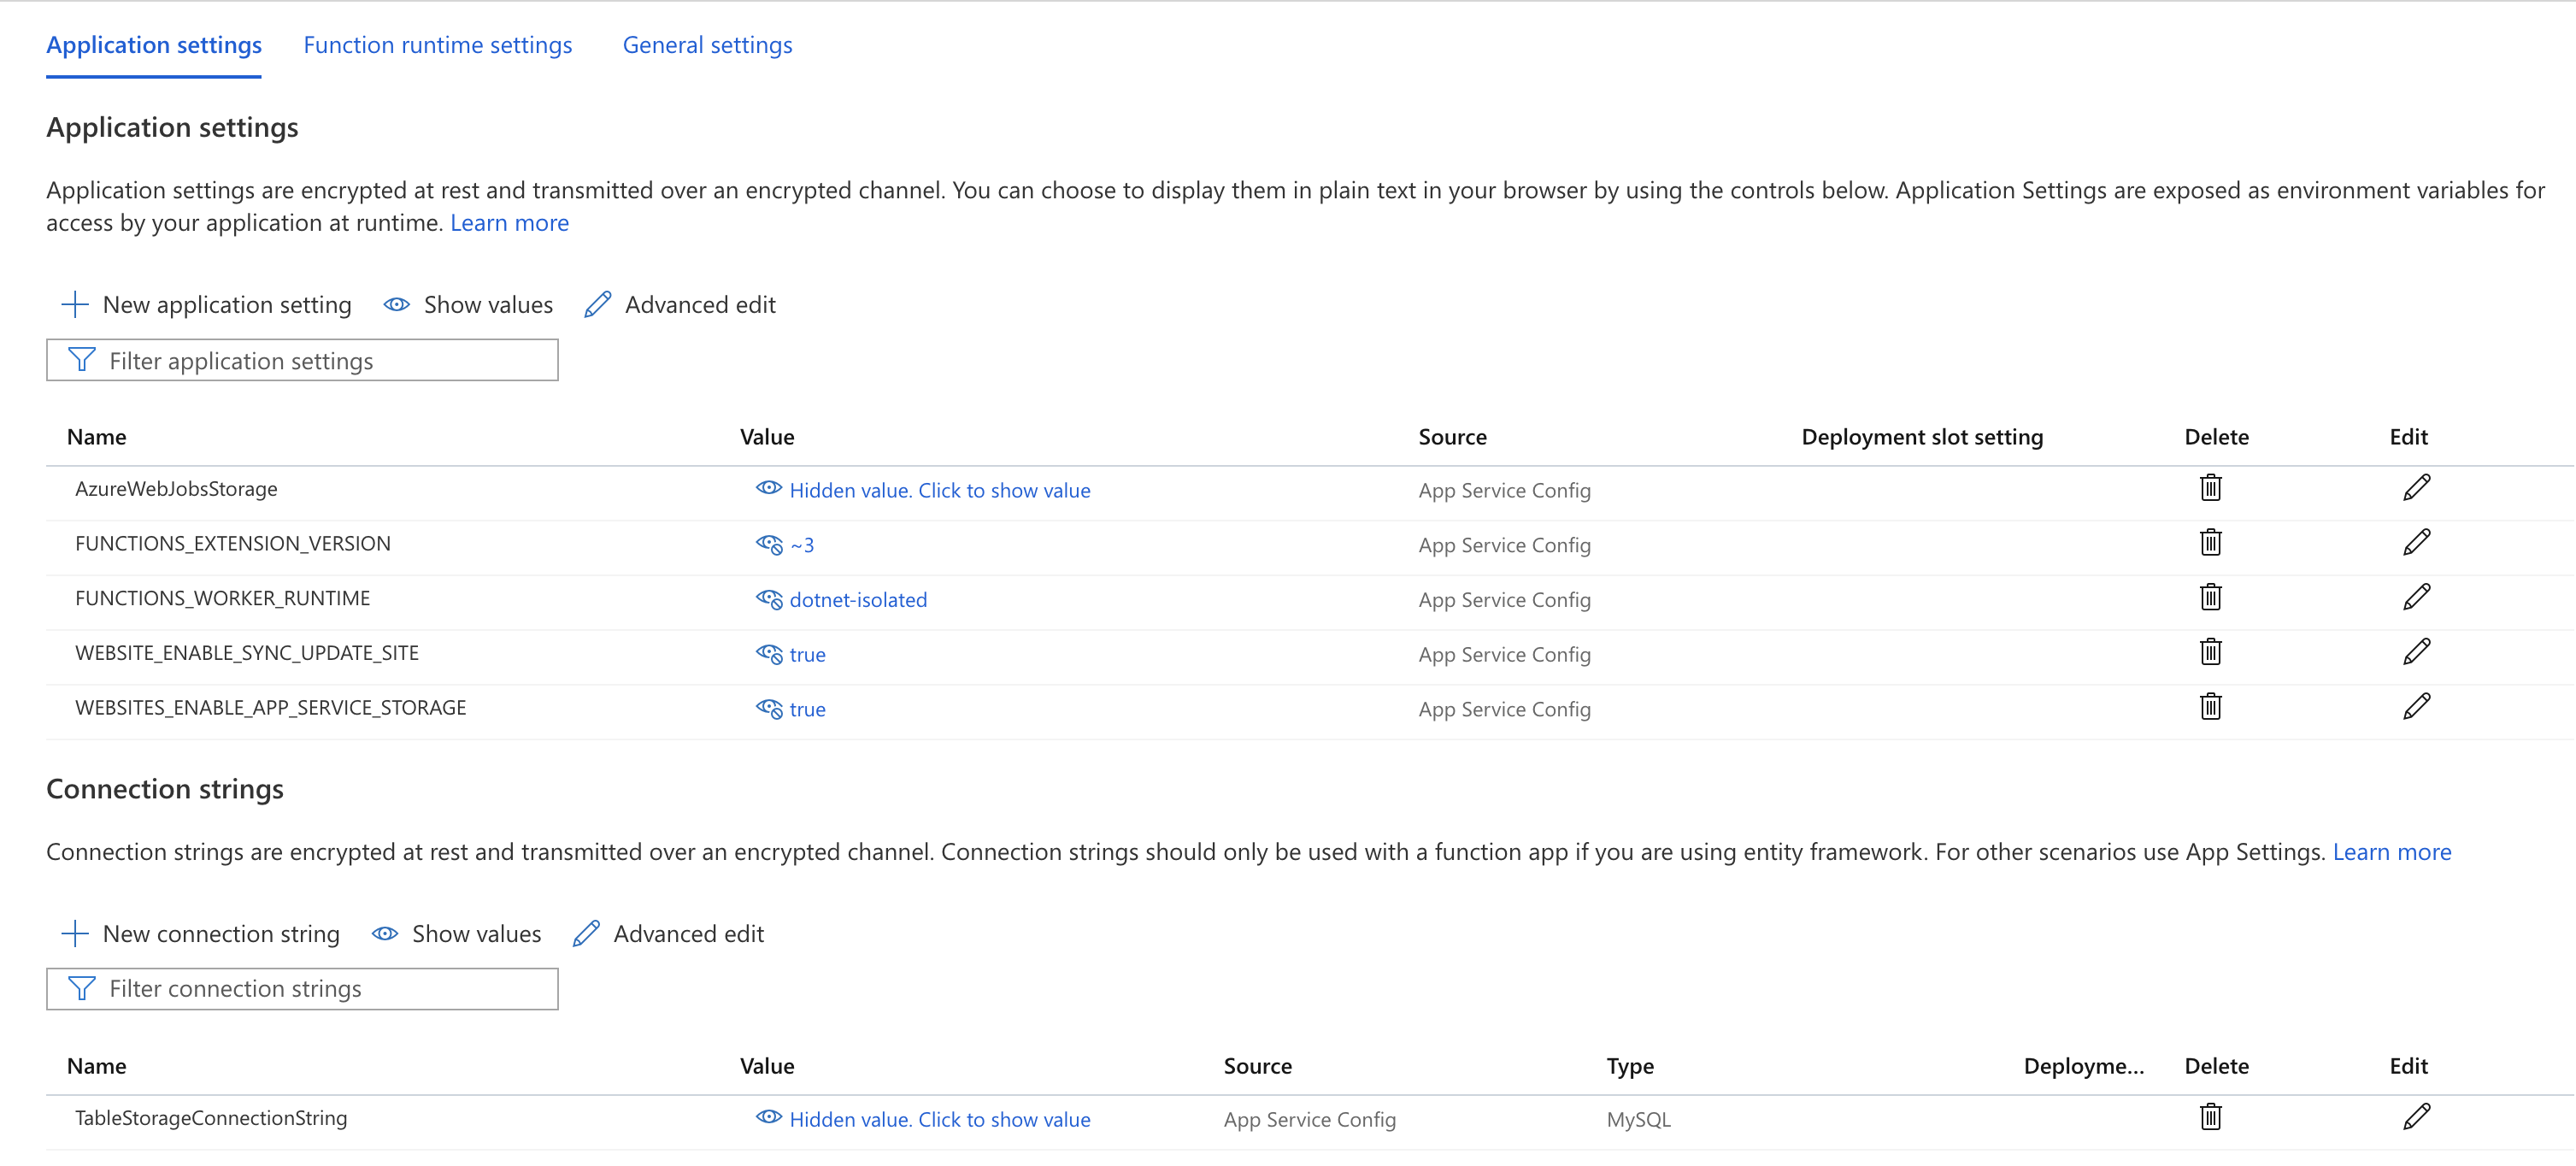 Application settings Function runtime settings General settings
Application settings
Application settings are encrypted at rest and transmitted over an encrypted channel. You can choose to display them in plain text in your browser by using the controls below. Application Settings are exposed as environment variables for
access by your application at runtime. Learn more
New application setting Show values Advanced edit
Filter application settings
Name Value Source Deployment slot setting Delete Edit
AzureWebJobsStorage Hidden value. Click to show value App Service Config
FUNCTIONS_EXTENSION_VERSION ~3 App Service Config
FUNCTIONS_WORKER_RUNTIME dotnet-isolated App Service Config
WEBSITE_ENABLE_SYNC_UPDATE_SITE true App Service Config
WEBSITES_ENABLE_APP_SERVICE_STORAGE true App Service Config
Connection strings
Connection strings are encrypted at rest and transmitted over an encrypted channel. Connection strings should only be used with a function app if you are using entity framework. For other scenarios use App Settings. Learn more
New connection string Show values Advanced edit
Filter connection strings
Name Value Source Type Deployme... Delete Edit
TableStorageConnectionString Hidden value. Click to show value App Service Config MySQL